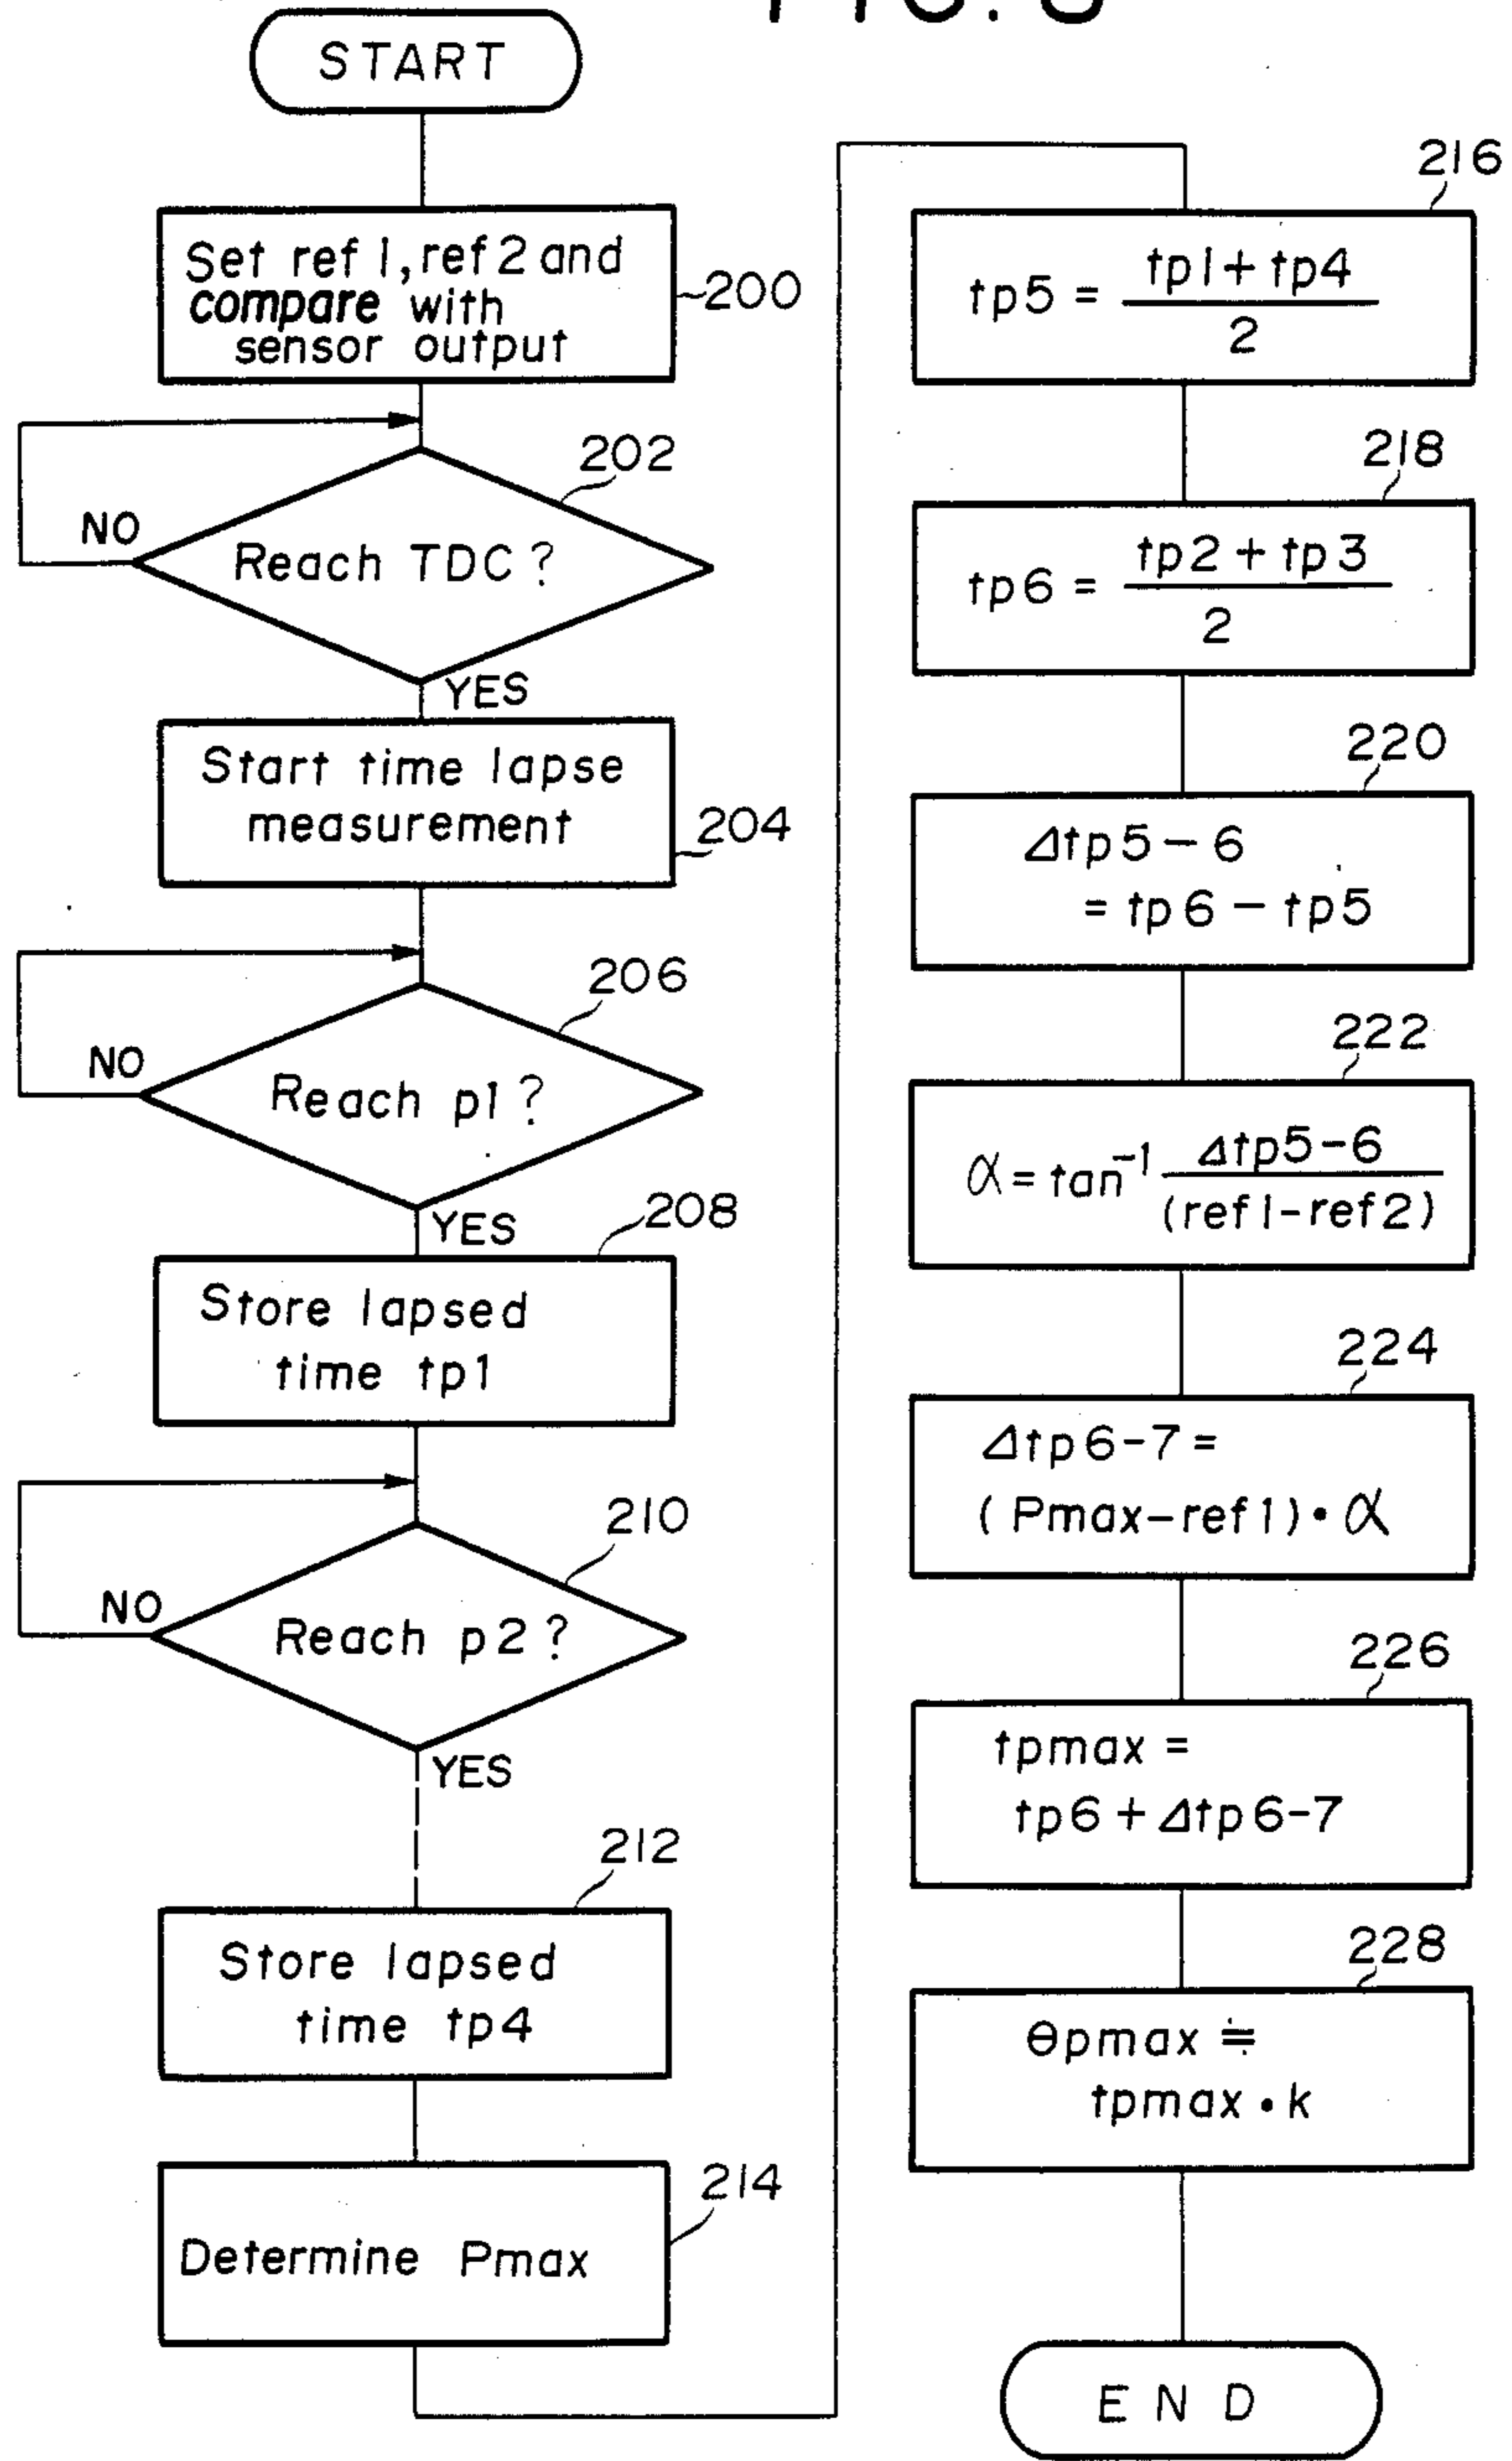 START
Set ref 1, ref 2 and
compare with
sensor output
200
202
NO
Reach TDC ?
YES
Start time lapse
measurement
204
206
NO
Reach p1 ?
YES
208
Store lapsed
time tp1
210
NO
Reach p2 ?
YES
212
Store lapsed
time tp4
214
Determine Pmax
216
tp5 = tp1 + tp4 / 2
218
tp6 = tp2 + tp3 / 2
220
Δtp5 − 6
= tp6 − tp5
222
α = tan⁻¹ Δtp5−6 / (ref1−ref2)
224
Δtp6−7 =
(Pmax−ref1)•α
226
tpmax =
tp6 + Δtp6−7
228
θpmax ≒
tpmax • k
END